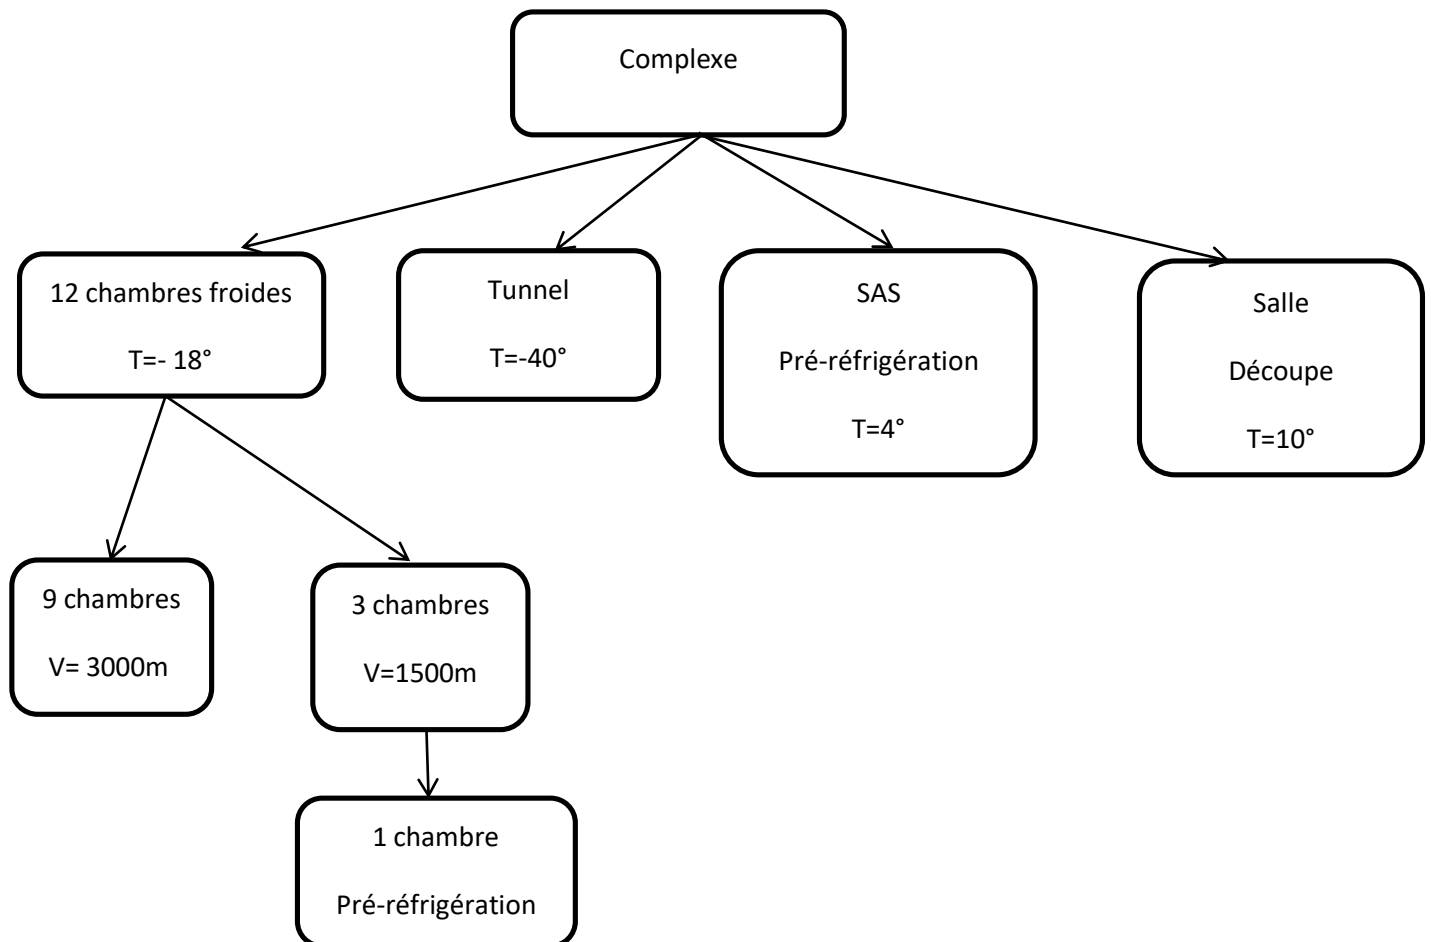 Complexe
12 chambres froides
T=- 18°
Tunnel
T=-40°
SAS
Pré-réfrigération
T=4°
Salle
Découpe
T=10°
9 chambres
V= 3000m
3 chambres
V=1500m
1 chambre
Pré-réfrigération